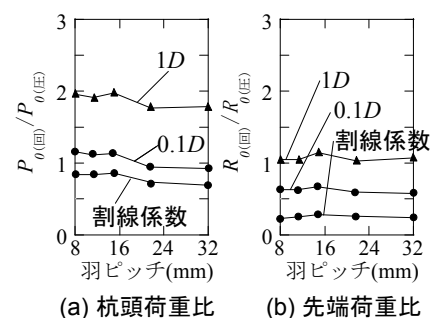 P0(回)/P0(圧)
3
2
1
0
1D
0.1D
割線係数
8 16 24 32
羽ピッチ(mm)
(a) 杭頭荷重比
R0(回)/R0(圧)
3
2
1
0
1D
0.1D
割線係数
8 16 24 32
羽ピッチ(mm)
(b) 先端荷重比